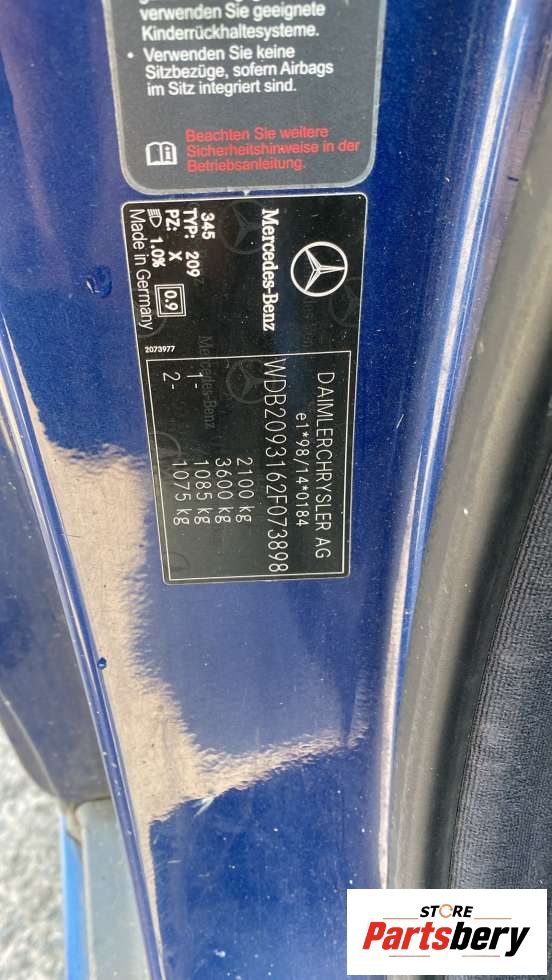 verwenden Sie geeignete
Kinderrückhaltesysteme.
• Verwenden Sie keine
Sitzbezüge, sofern Airbags
im Sitz integriert sind.
Beachten Sie weitere
Sicherheitshinweise in der
Betriebsanleitung.
Mercedes-Benz
345
TYP: 209
PZ: X
1.0%
0.9
Made in Germany
2073977
DAIMLERCHRYSLER AG
e1*98/14*0184
WDB2093162F073898
2100 kg
3600 kg
1- 1085 kg
2- 1075 kg
Mercedes-Benz
STORE
Partsbery